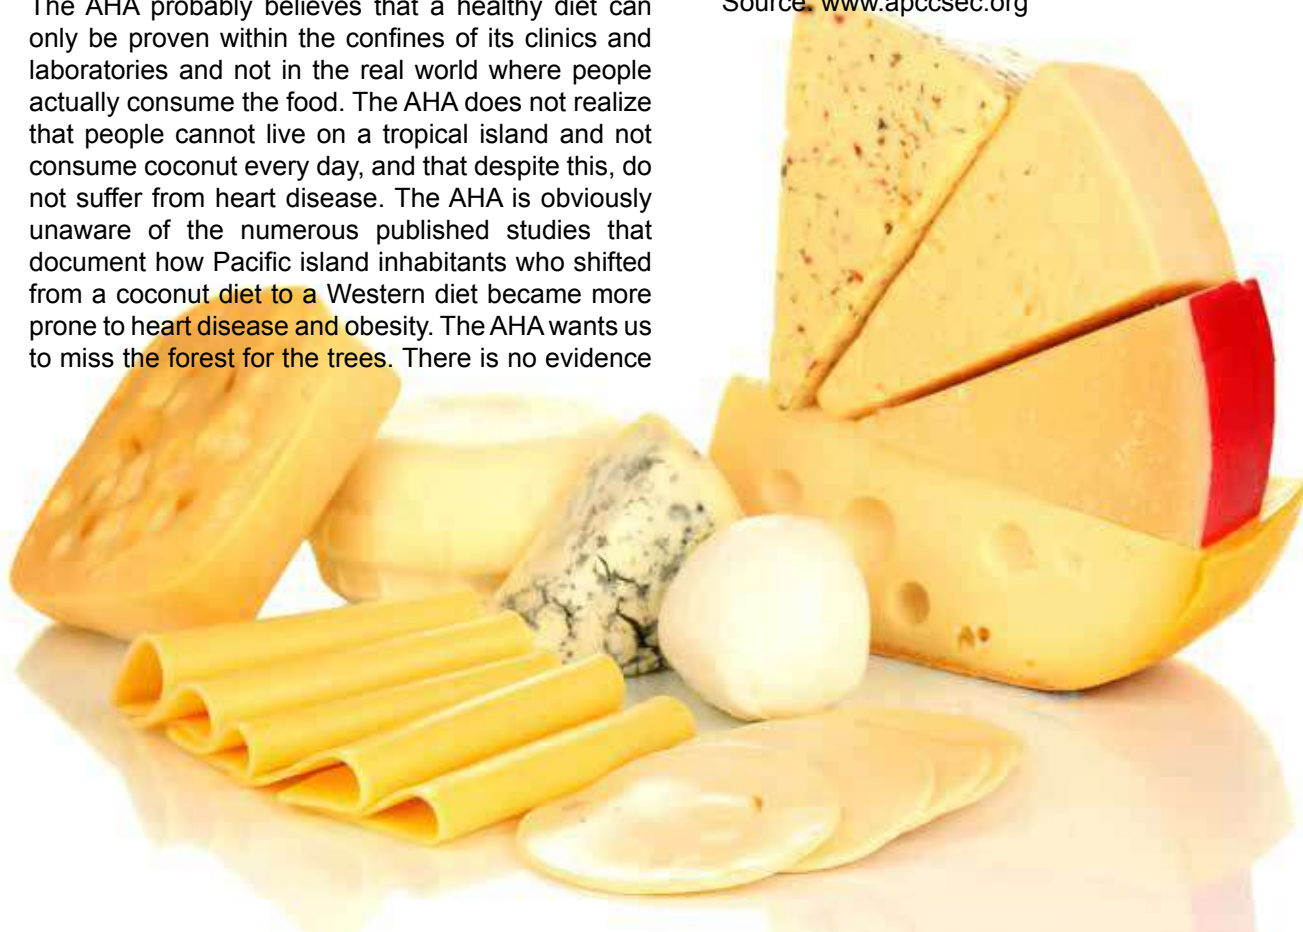 The AHA probably believes that a healthy diet can
only be proven within the confines of its clinics and
laboratories and not in the real world where people
actually consume the food. The AHA does not realize
that people cannot live on a tropical island and not
consume coconut every day, and that despite this, do
not suffer from heart disease. The AHA is obviously
unaware of the numerous published studies that
document how Pacific island inhabitants who shifted
from a coconut diet to a Western diet became more
prone to heart disease and obesity. The AHA wants us
to miss the forest for the trees. There is no evidence
Source: www.apccsec.org